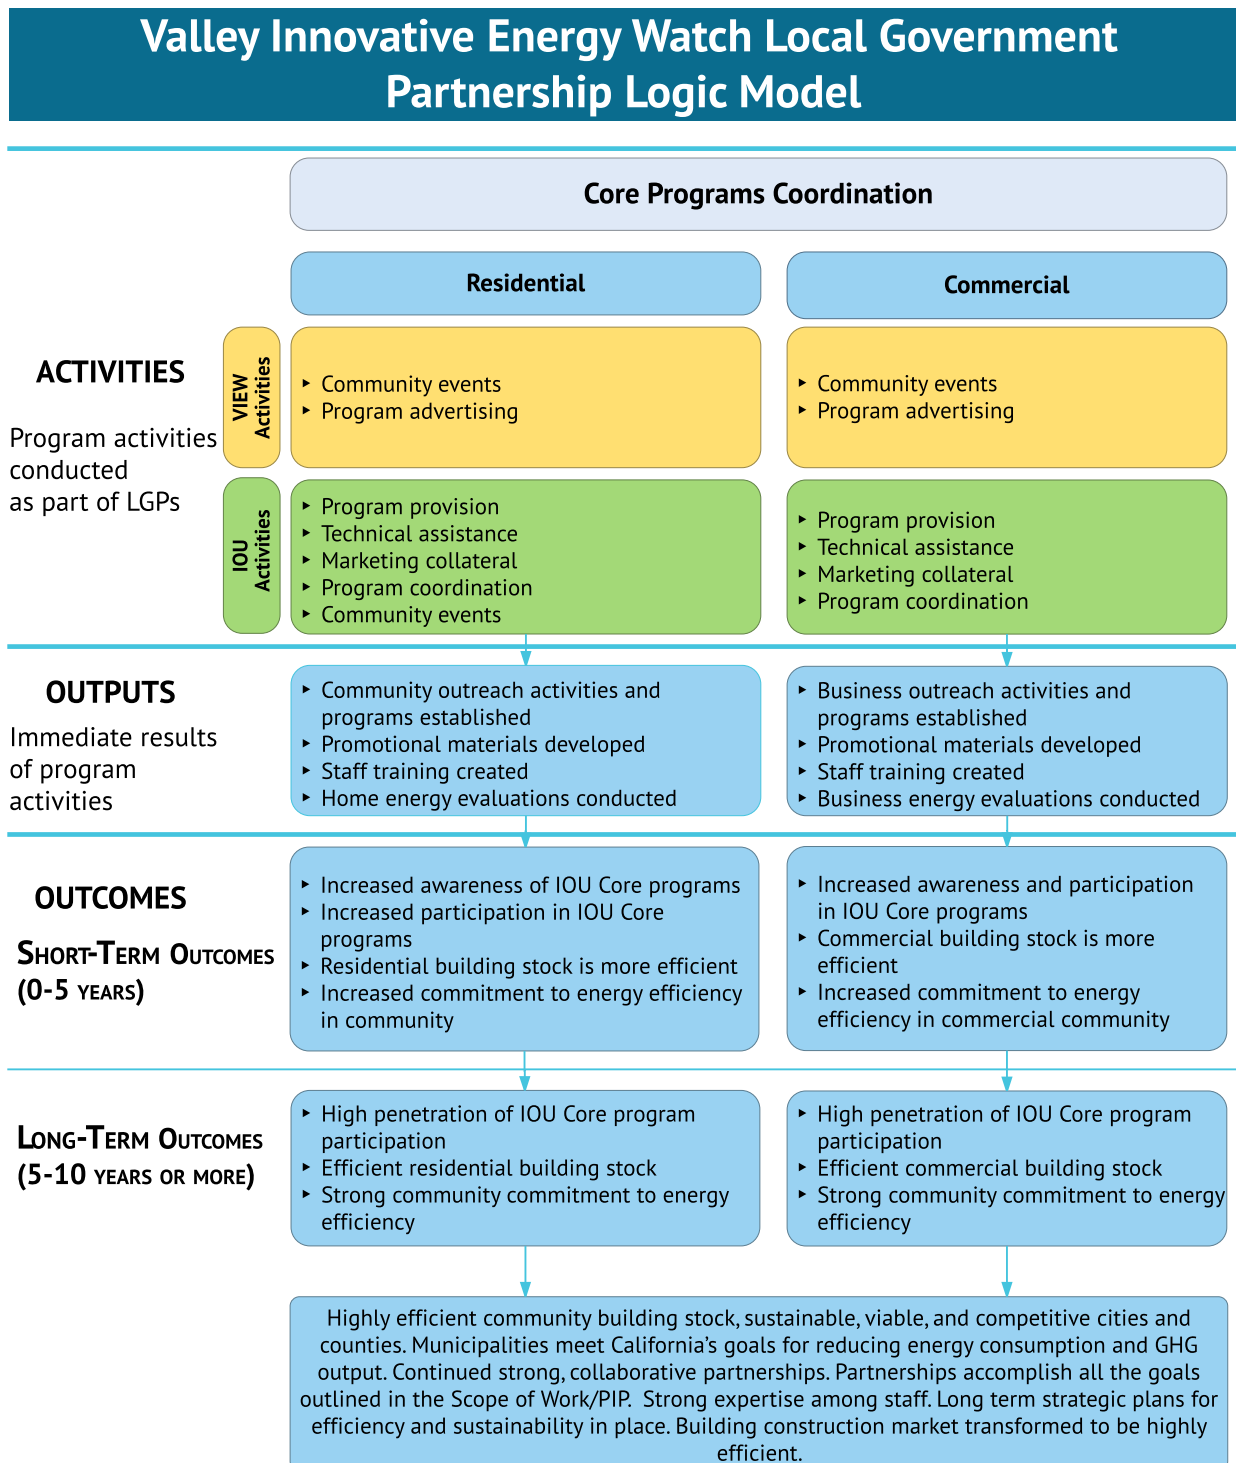 Valley Innovative Energy Watch Local Government
Partnership Logic Model
Core Programs Coordination
Residential
Commercial
ACTIVITIES
Program activities
conducted
as part of LGPs
VIEW
Activities
‣ Community events
‣ Program advertising
‣ Community events
‣ Program advertising
IOU
Activities
‣ Program provision
‣ Technical assistance
‣ Marketing collateral
‣ Program coordination
‣ Community events
‣ Program provision
‣ Technical assistance
‣ Marketing collateral
‣ Program coordination
OUTPUTS
Immediate results
of program
activities
‣ Community outreach activities and
programs established
‣ Promotional materials developed
‣ Staff training created
‣ Home energy evaluations conducted
‣ Business outreach activities and
programs established
‣ Promotional materials developed
‣ Staff training created
‣ Business energy evaluations conducted
OUTCOMES
SHORT-TERM OUTCOMES
(0-5 YEARS)
‣ Increased awareness of IOU Core programs
‣ Increased participation in IOU Core
programs
‣ Residential building stock is more efficient
‣ Increased commitment to energy efficiency
in community
‣ Increased awareness and participation
in IOU Core programs
‣ Commercial building stock is more
efficient
‣ Increased commitment to energy
efficiency in commercial community
LONG-TERM OUTCOMES
(5-10 YEARS OR MORE)
‣ High penetration of IOU Core program
participation
‣ Efficient residential building stock
‣ Strong community commitment to energy
efficiency
‣ High penetration of IOU Core program
participation
‣ Efficient commercial building stock
‣ Strong community commitment to energy
efficiency
Highly efficient community building stock, sustainable, viable, and competitive cities and
counties. Municipalities meet California’s goals for reducing energy consumption and GHG
output. Continued strong, collaborative partnerships. Partnerships accomplish all the goals
outlined in the Scope of Work/PIP.  Strong expertise among staff. Long term strategic plans for
efficiency and sustainability in place. Building construction market transformed to be highly
efficient.